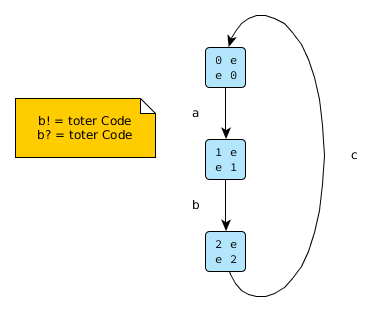 b! = toter Code
b? = toter Code
0 e
e 0
a
1 e
e 1
c
b
2 e
e 2